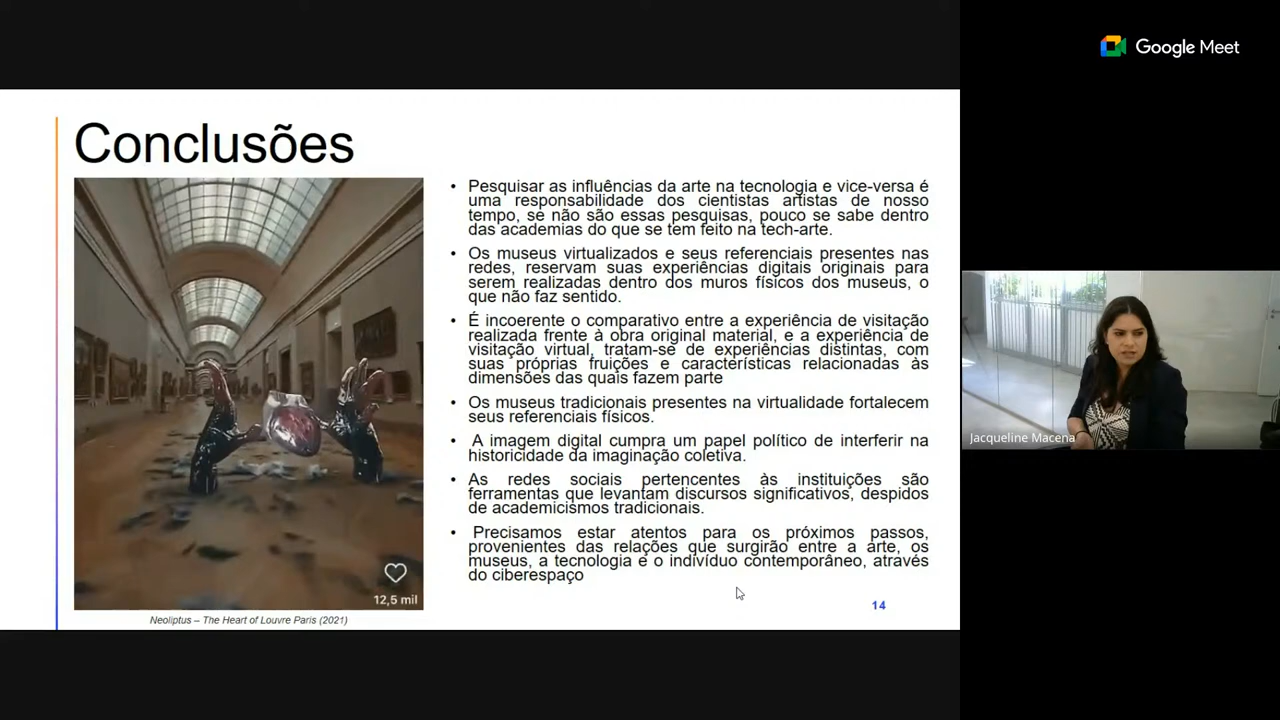 Google Meet
Conclusões
• Pesquisar as influências da arte na tecnologia e vice-versa é
uma responsabilidade dos cientistas artistas de nosso
tempo, se não são essas pesquisas, pouco se sabe dentro
das academias do que se tem feito na tech-arte.
• Os museus virtualizados e seus referenciais presentes nas
redes, reservam suas experiências digitais originais para
serem realizadas dentro dos muros físicos dos museus, o
que não faz sentido.
• É incoerente o comparativo entre a experiência de visitação
realizada frente à obra original material, e a experiência de
visitação virtual, tratam-se de experiências distintas, com
suas próprias fruições e características relacionadas às
dimensões das quais fazem parte
• Os museus tradicionais presentes na virtualidade fortalecem
seus referenciais físicos.
• A imagem digital cumpra um papel político de interferir na
historicidade da imaginação coletiva.
• As redes sociais pertencentes às instituições são
ferramentas que levantam discursos significativos, despidos
de academicismos tradicionais.
• Precisamos estar atentos para os próximos passos,
provenientes das relações que surgirão entre a arte, os
museus, a tecnologia e o indivíduo contemporâneo, através
do ciberespaço
12,5 mil
Neoliptus – The Heart of Louvre Paris (2021)
14
Jacqueline Macena